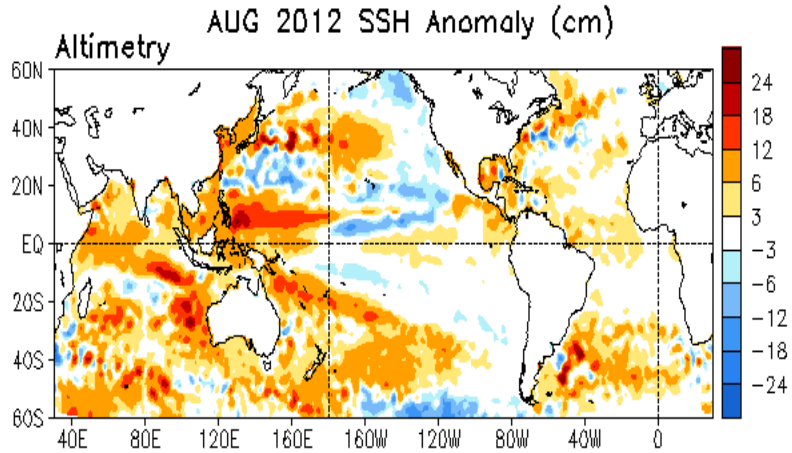 AUG 2012 SSH Anomaly (cm)
Altimetry
60N
40N
20N
EQ
20S
40S
60S
40E 80E 120E 160E 160W 120W 80W 40W 0
24
18
12
6
3
-3
-6
-12
-18
-24